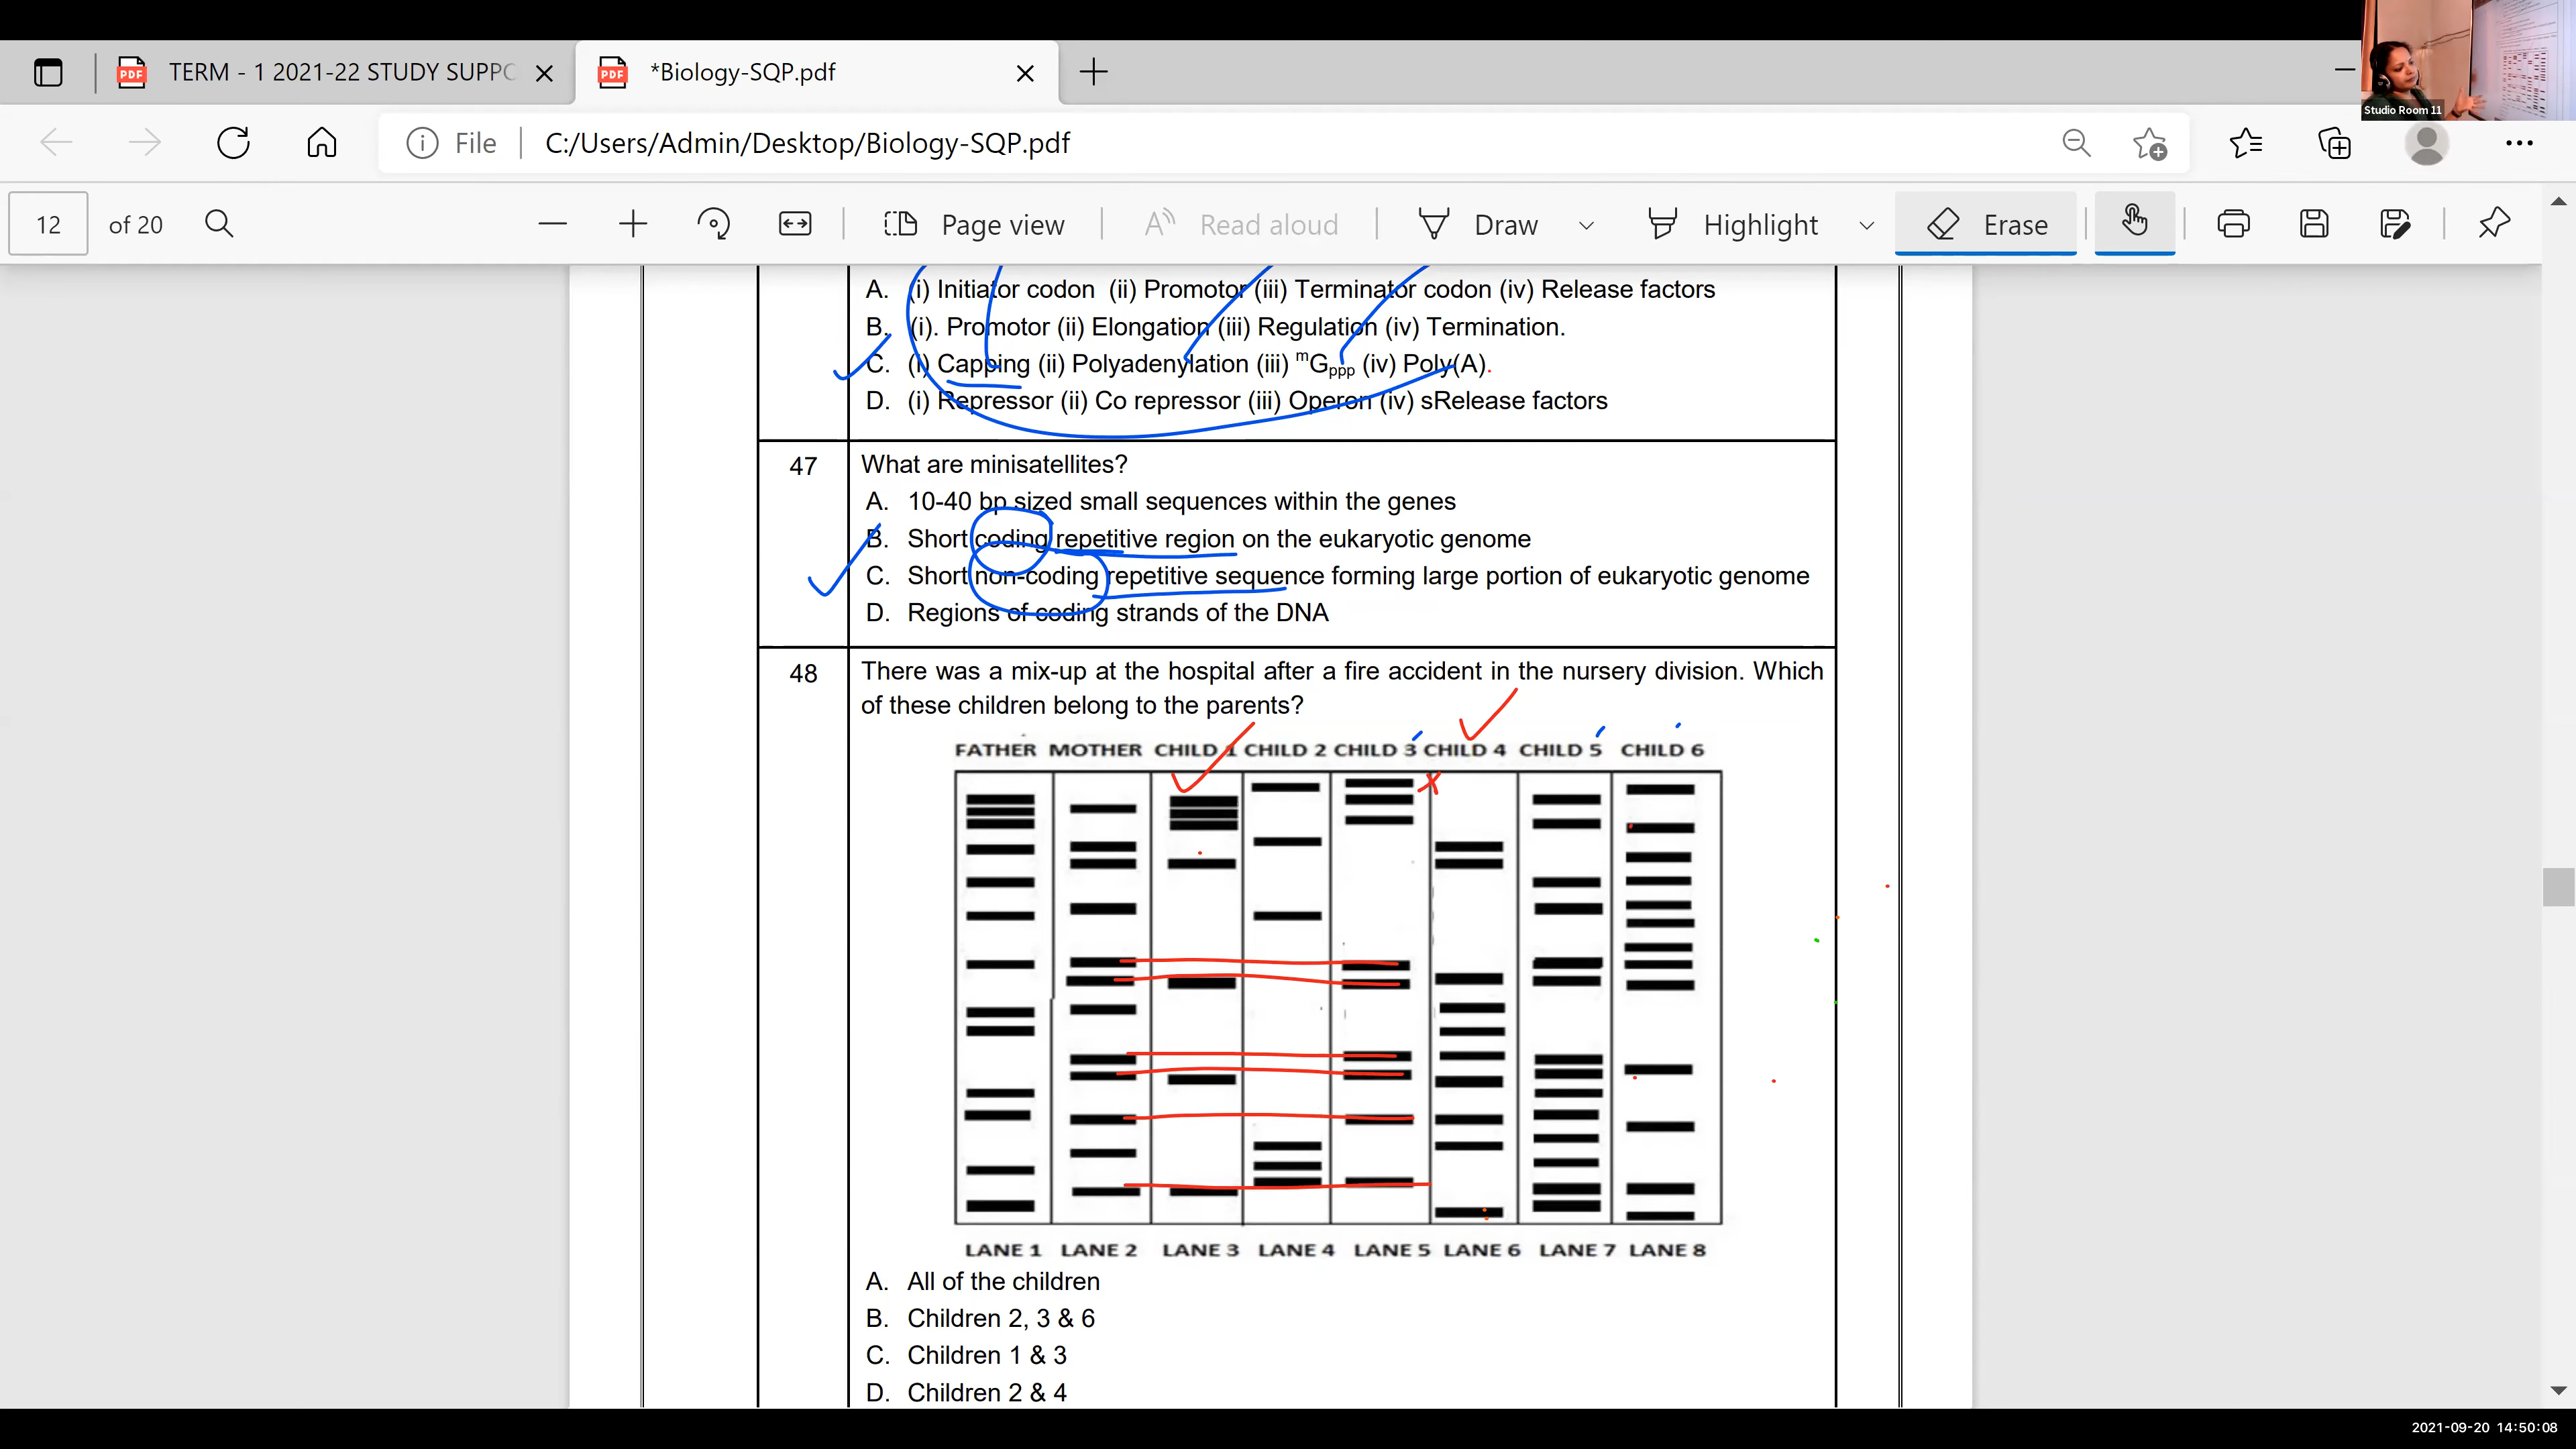 TERM - 1 2021-22 STUDY SUPPO
*Biology-SQP.pdf
Studio Room 11
File C:/Users/Admin/Desktop/Biology-SQP.pdf
12 of 20 Page view Read aloud Draw Highlight Erase
A. (i) Initiator codon (ii) Promotor (iii) Terminator codon (iv) Release factors
B. (i). Promotor (ii) Elongation (iii) Regulation (iv) Termination.
C. (i) Capping (ii) Polyadenylation (iii) mGppp (iv) Poly(A).
D. (i) Repressor (ii) Co repressor (iii) Operon (iv) sRelease factors
47 What are minisatellites?
A. 10-40 bp sized small sequences within the genes
B. Short coding repetitive region on the eukaryotic genome
C. Short non-coding repetitive sequence forming large portion of eukaryotic genome
D. Regions of coding strands of the DNA
48 There was a mix-up at the hospital after a fire accident in the nursery division. Which
of these children belong to the parents?
FATHER MOTHER CHILD 1 CHILD 2 CHILD 3 CHILD 4 CHILD 5 CHILD 6
LANE 1 LANE 2 LANE 3 LANE 4 LANE 5 LANE 6 LANE 7 LANE 8
A. All of the children
B. Children 2, 3 & 6
C. Children 1 & 3
D. Children 2 & 4
2021-09-20 14:50:08